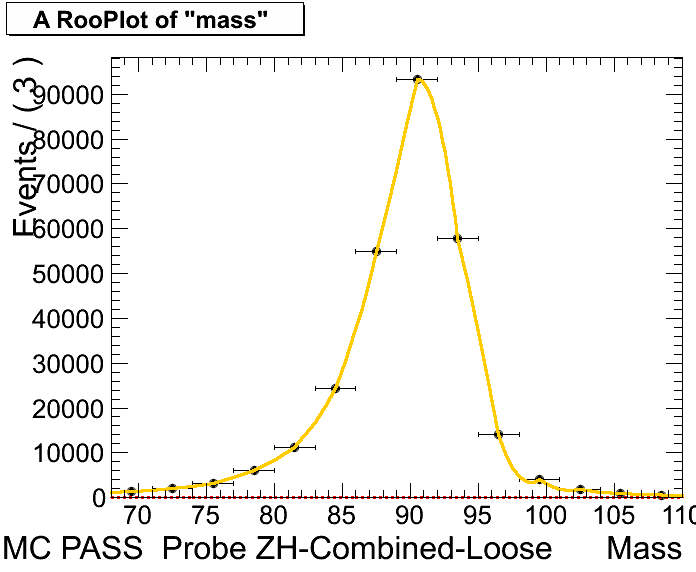 A RooPlot of "mass"
Events / ( 3 )
90000
80000
70000
60000
50000
40000
30000
20000
10000
0
70 75 80 85 90 95 100 105 110
MC PASS Probe ZH-Combined-Loose Mass